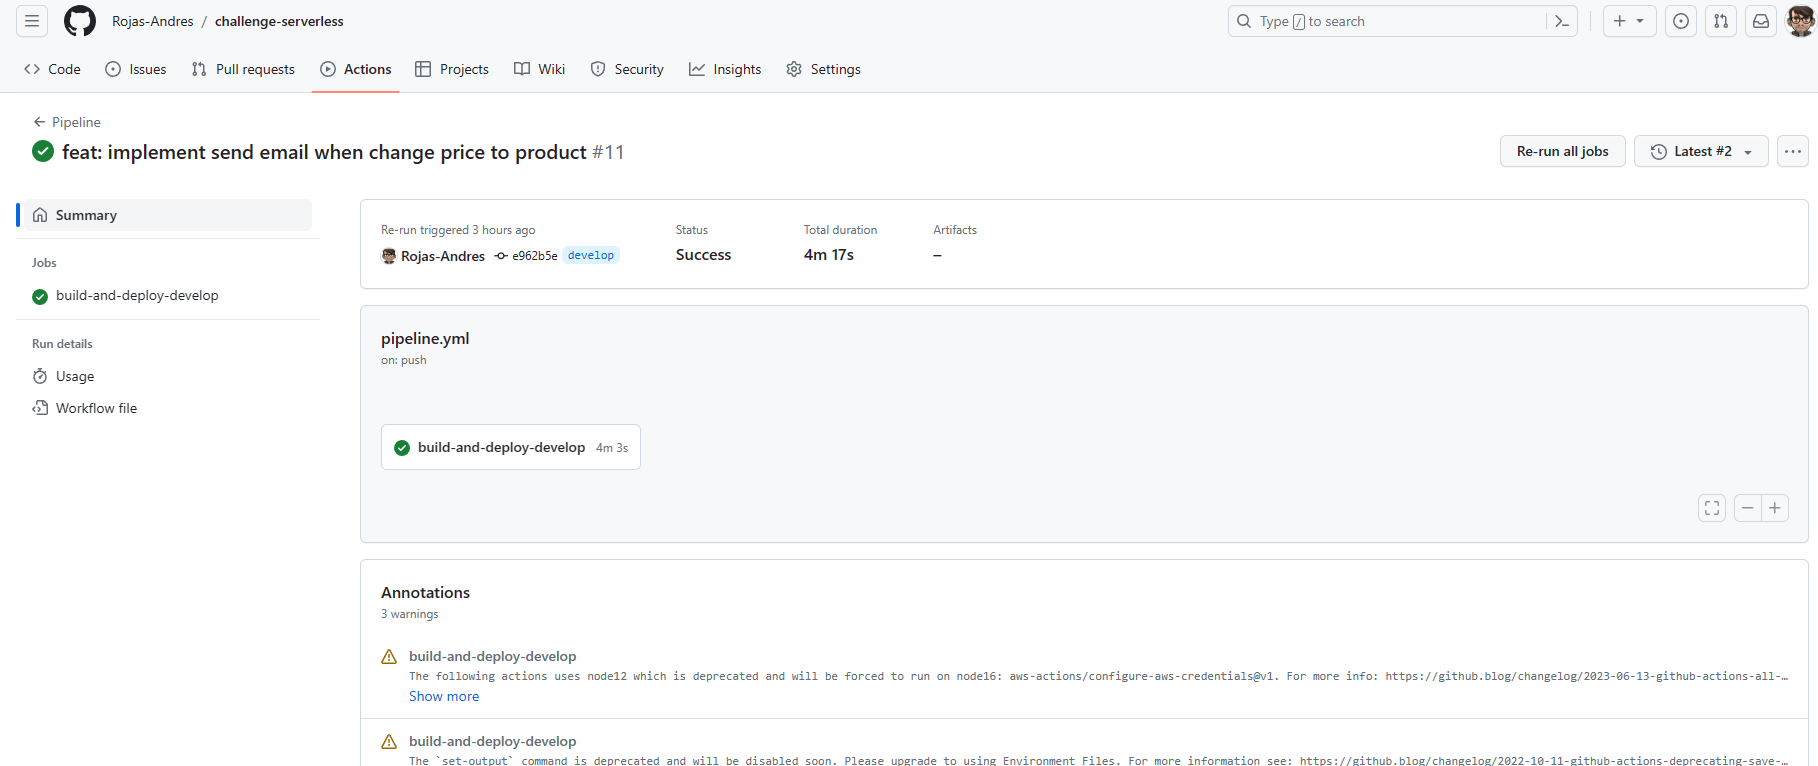 Rojas-Andres / challenge-serverless
Type / to search
Code Issues Pull requests Actions Projects Wiki Security Insights Settings
Pipeline
feat: implement send email when change price to product #11
Re-run all jobs
Latest #2
Summary
Jobs
build-and-deploy-develop
Run details
Usage
Workflow file
Re-run triggered 3 hours ago
Rojas-Andres e962b5e develop
Status
Success
Total duration
4m 17s
Artifacts
–
pipeline.yml
on: push
build-and-deploy-develop 4m 3s
Annotations
3 warnings
build-and-deploy-develop
The following actions uses node12 which is deprecated and will be forced to run on node16: aws-actions/configure-aws-credentials@v1. For more info: https://github.blog/changelog/2023-06-13-github-actions-all-…
Show more
build-and-deploy-develop
The `set-output` command is deprecated and will be disabled soon. Please upgrade to using Environment Files. For more information see: https://github.blog/changelog/2022-10-11-github-actions-deprecating-save-…